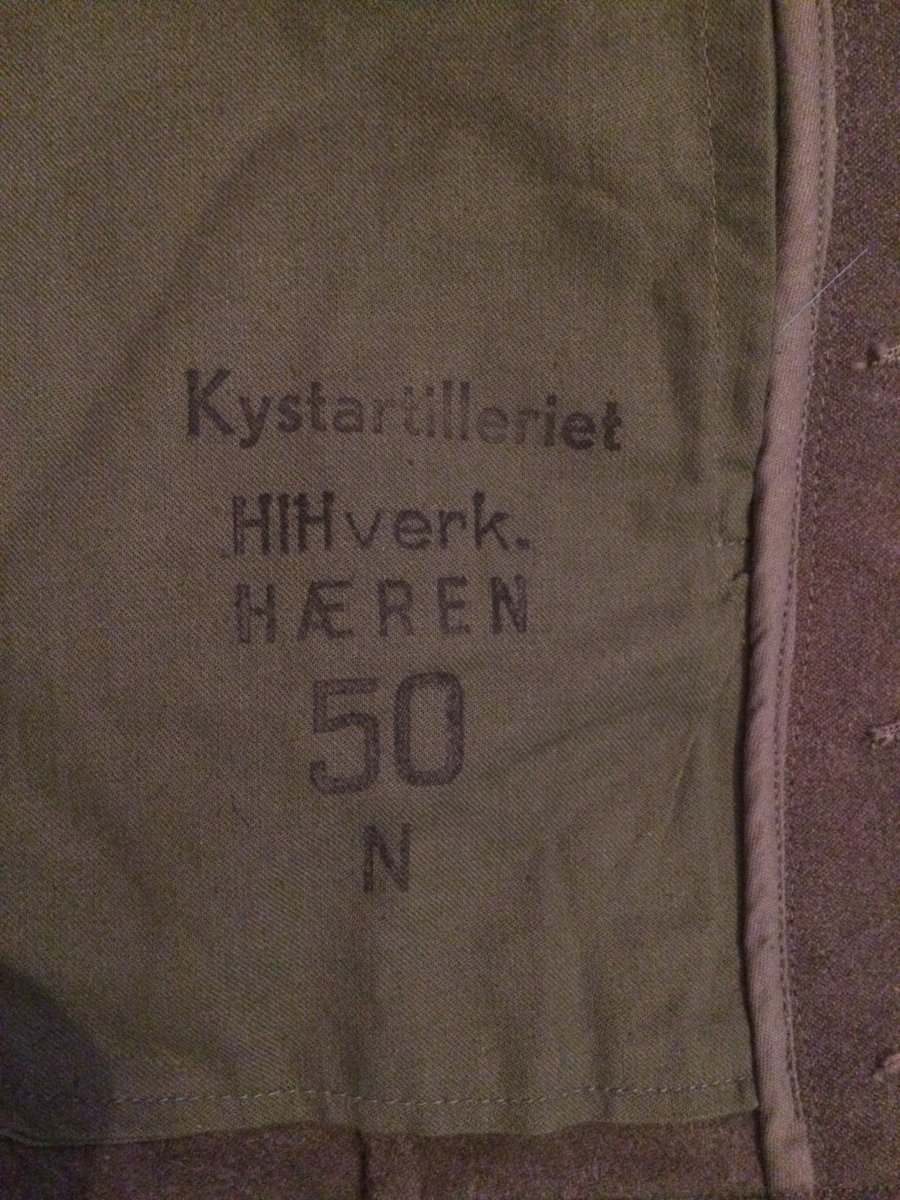 Kystartilleriet
HIHverk.
HÆREN
50
N